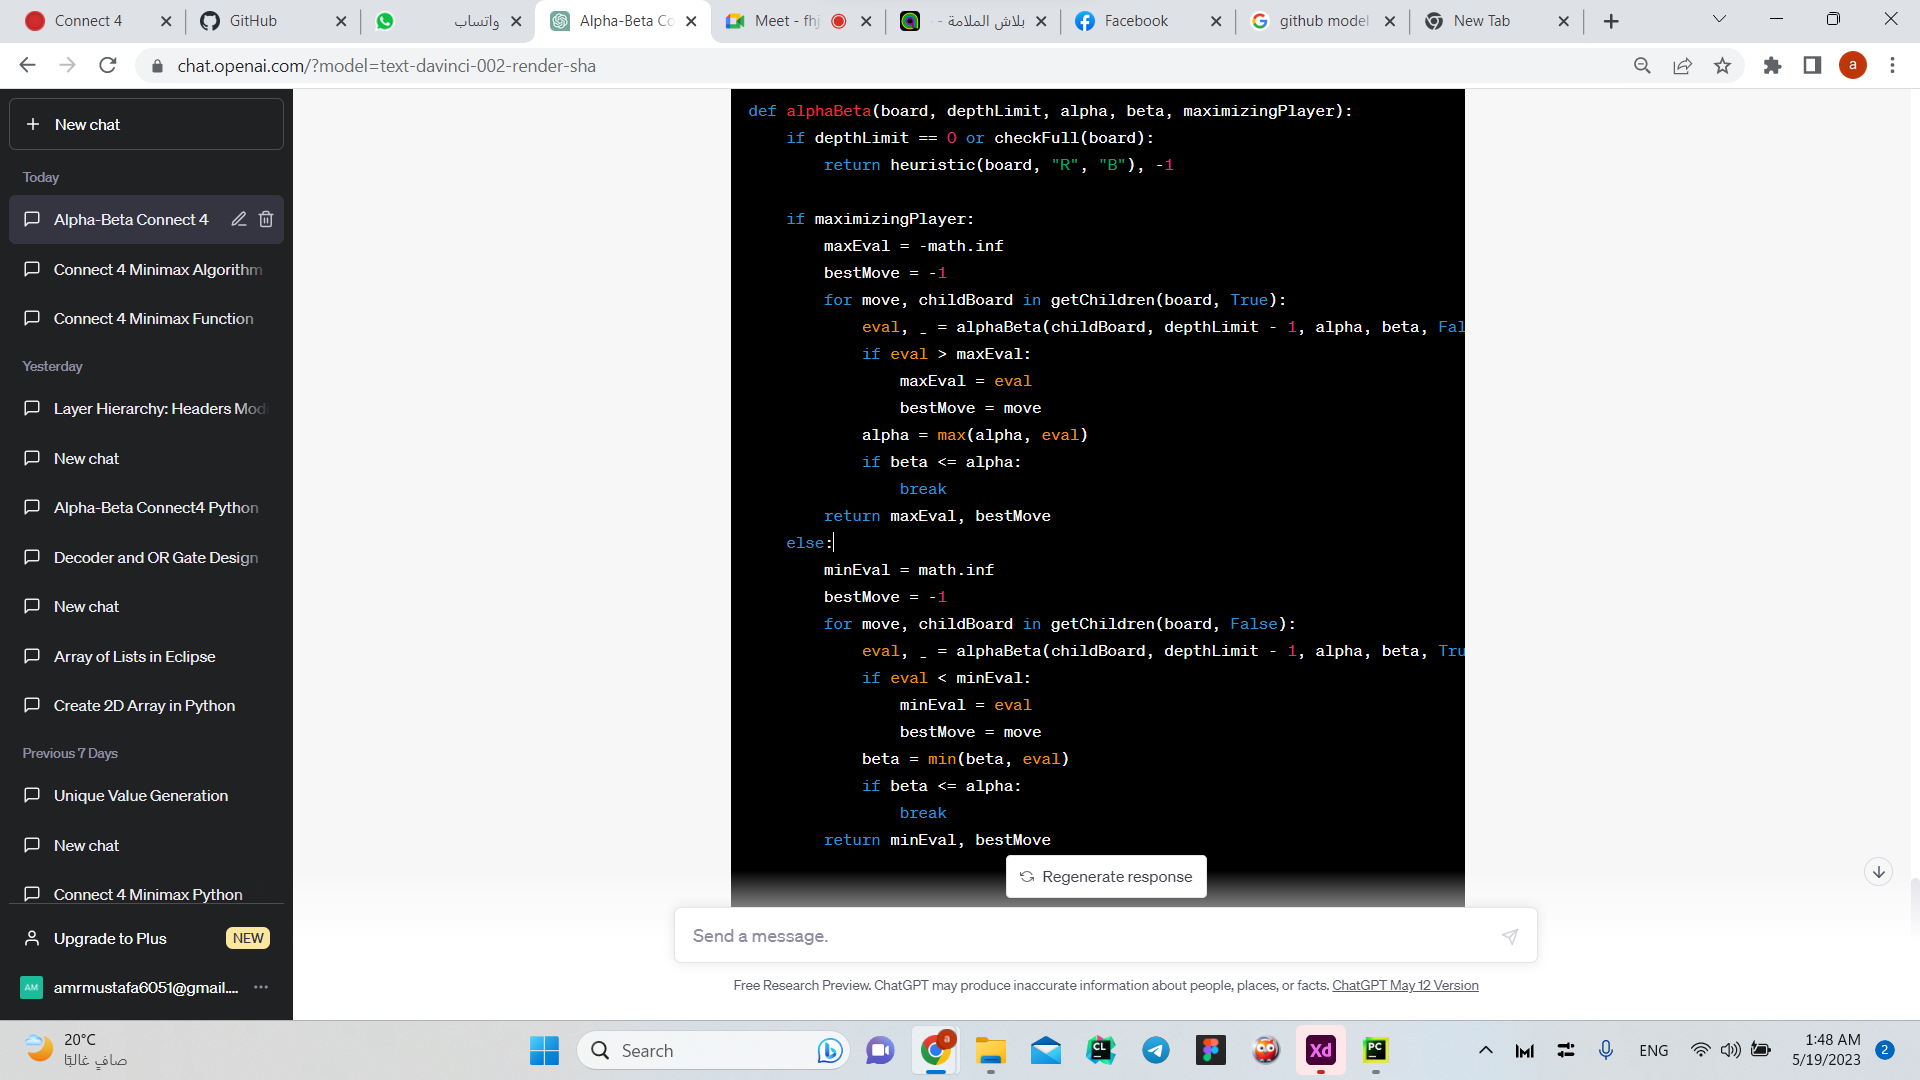 Connect 4
GitHub
واتساب
Alpha-Beta Co
Meet - fhj
بلاش الملامة -
Facebook
github model
New Tab
chat.openai.com/?model=text-davinci-002-render-sha
a
New chat
Today
Alpha-Beta Connect 4
Connect 4 Minimax Algorithm
Connect 4 Minimax Function
Yesterday
Layer Hierarchy: Headers Modi
New chat
Alpha-Beta Connect4 Python
Decoder and OR Gate Design
New chat
Array of Lists in Eclipse
Create 2D Array in Python
Previous 7 Days
Unique Value Generation
New chat
Connect 4 Minimax Python
Upgrade to Plus
NEW
AM
amrmustafa6051@gmail....
def alphaBeta(board, depthLimit, alpha, beta, maximizingPlayer):
if depthLimit == 0 or checkFull(board):
return heuristic(board, "R", "B"), -1
if maximizingPlayer:
maxEval = -math.inf
bestMove = -1
for move, childBoard in getChildren(board, True):
eval, _ = alphaBeta(childBoard, depthLimit - 1, alpha, beta, Fal
if eval > maxEval:
maxEval = eval
bestMove = move
alpha = max(alpha, eval)
if beta <= alpha:
break
return maxEval, bestMove
else:
minEval = math.inf
bestMove = -1
for move, childBoard in getChildren(board, False):
eval, _ = alphaBeta(childBoard, depthLimit - 1, alpha, beta, Tru
if eval < minEval:
minEval = eval
bestMove = move
beta = min(beta, eval)
if beta <= alpha:
break
return minEval, bestMove
Regenerate response
Send a message.
Free Research Preview. ChatGPT may produce inaccurate information about people, places, or facts. ChatGPT May 12 Version
20°C
صافٍ غالبًا
Search
a
CL
Xd
PC
ENG
1:48 AM
5/19/2023
2